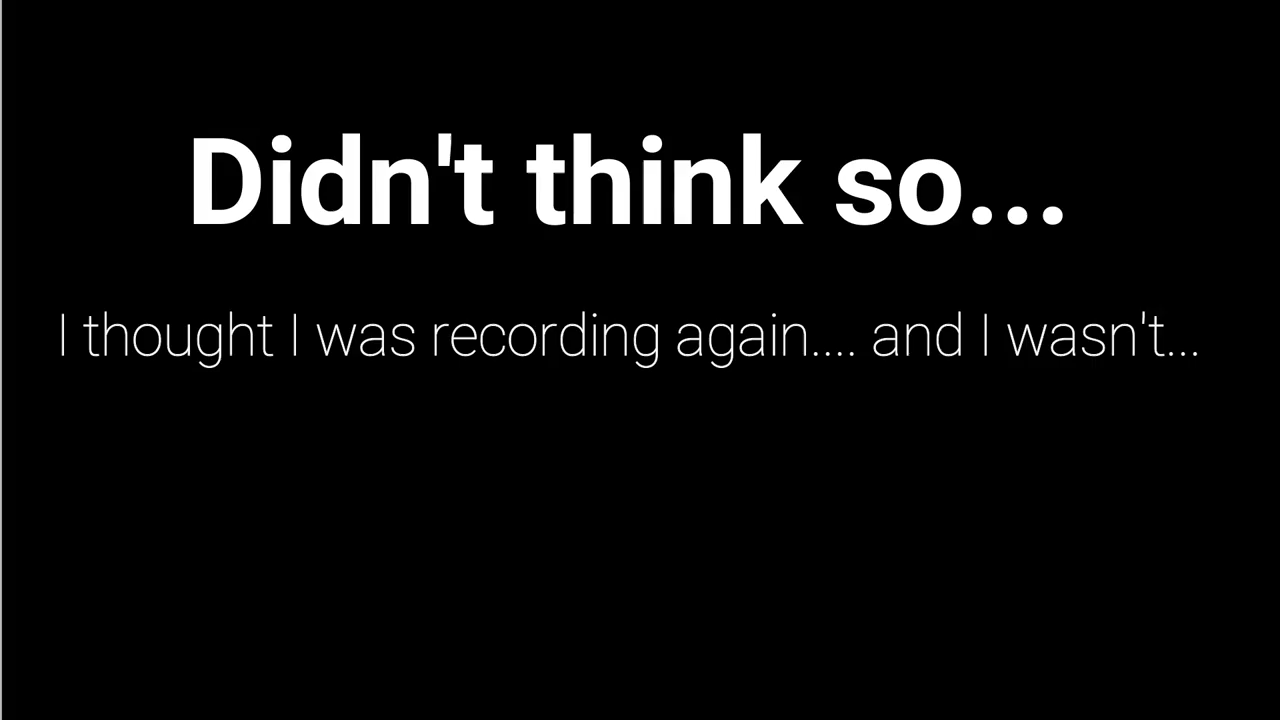 Didn't think so...
I thought I was recording again.... and I wasn't...